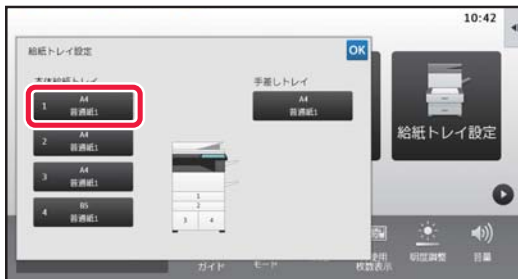 10:42
給紙トレイ設定
OK
本体給紙トレイ
手差しトレイ
1
A4
普通紙1
A4
普通紙1
2
A4
普通紙1
3
A4
普通紙1
4
B5
普通紙1
1
2
3 4
給紙トレイ設定
ガイド
モード
使用
枚数表示
明度調整
音量